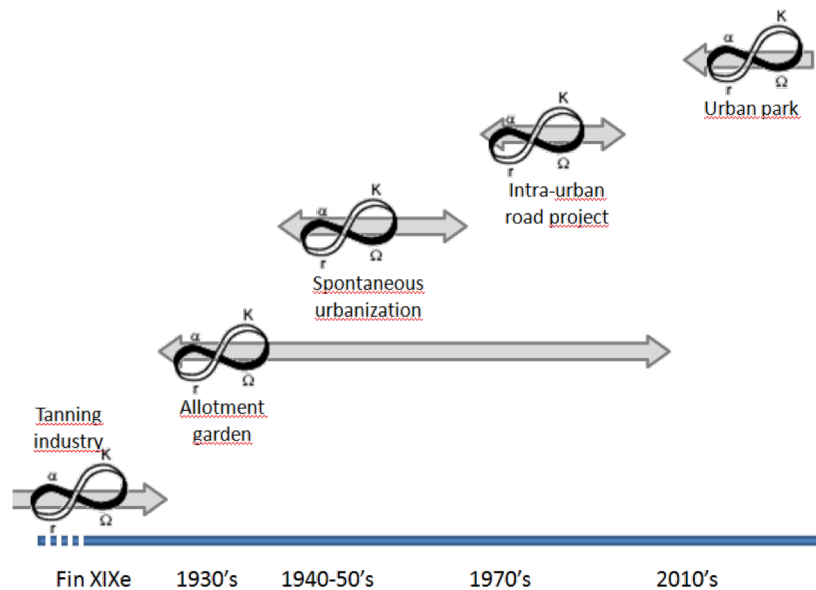 K
α
r
Ω
Urban park
K
α
r
Ω
Intra-urban
road project
K
α
r
Ω
Spontaneous
urbanization
K
α
r
Ω
Allotment
garden
Tanning
industry
K
α
r
Ω
Fin XIXe 1930's 1940-50's 1970's 2010's